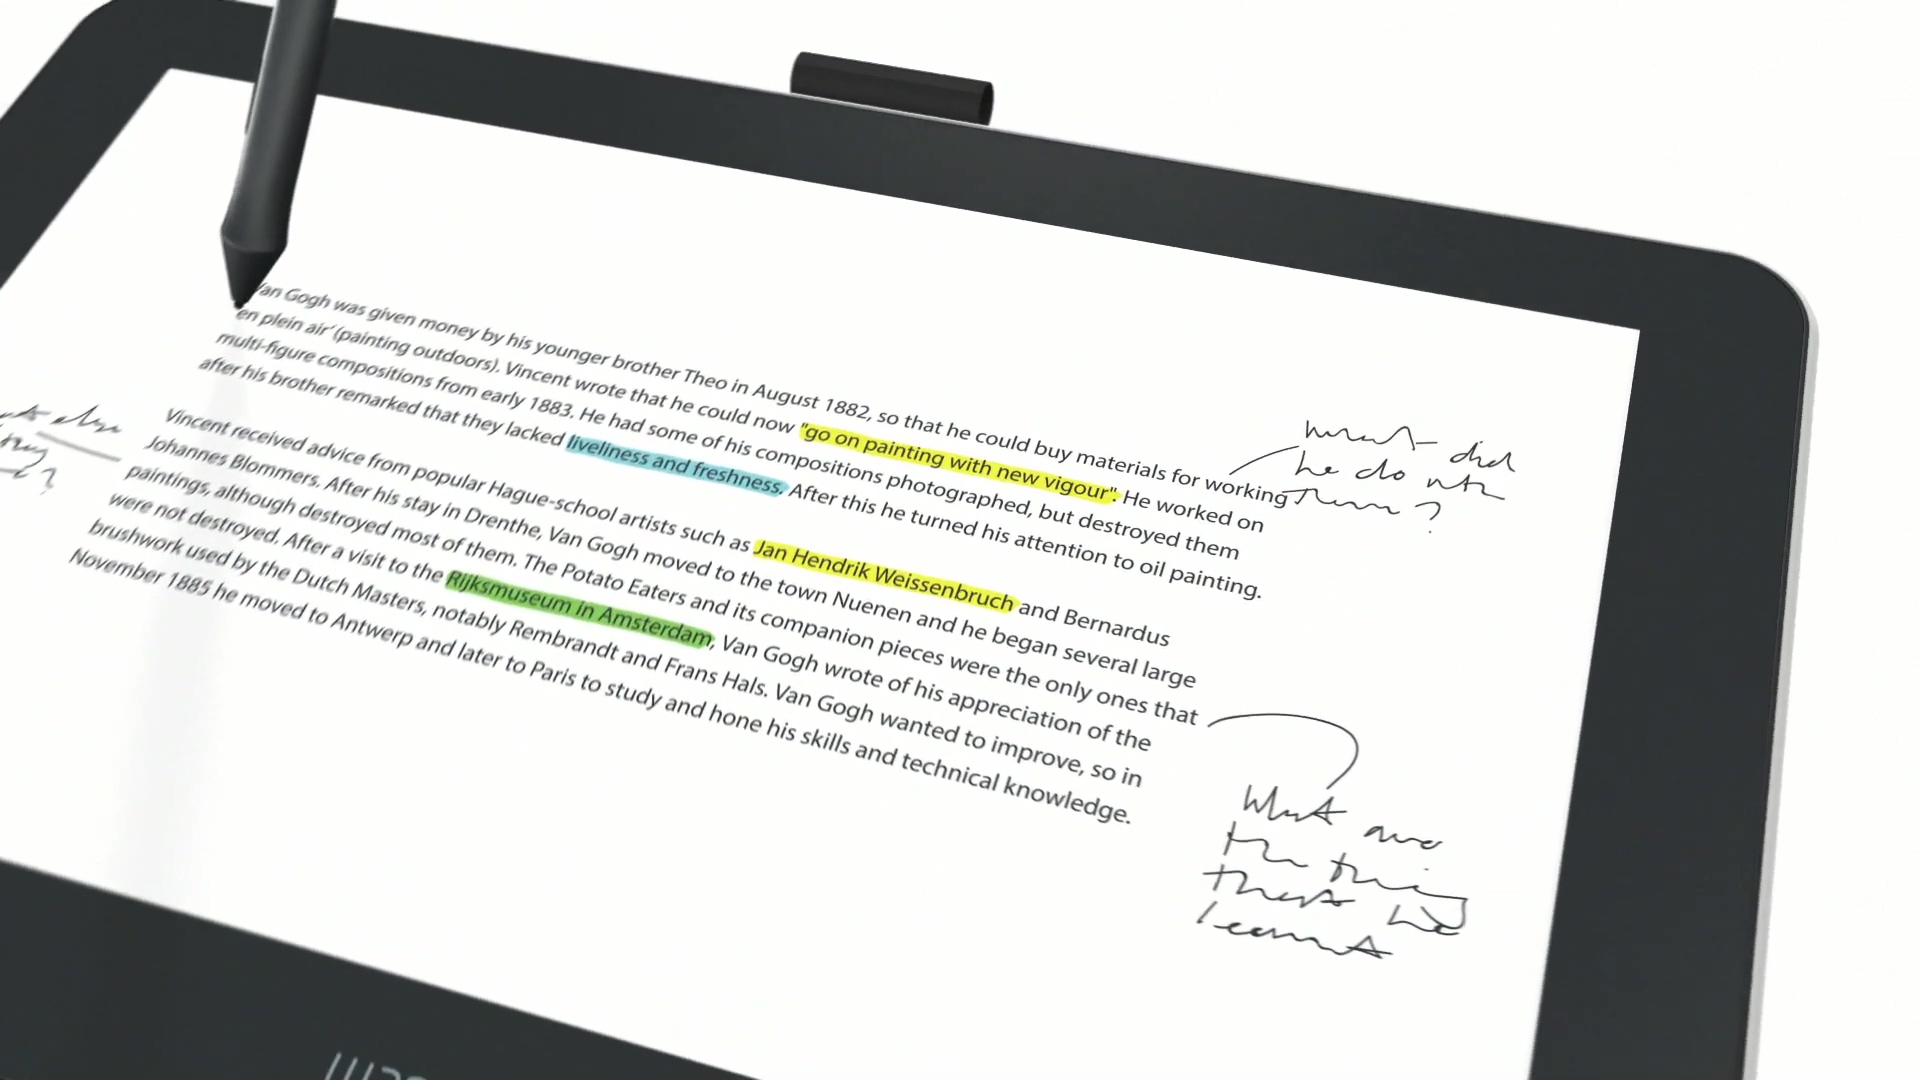 Van Gogh was given money by his younger brother Theo in August 1882, so that he could buy materials for working
'en plein air' (painting outdoors). Vincent wrote that he could now "go on painting with new vigour". He worked on
multi-figure compositions from early 1883. He had some of his compositions photographed, but destroyed them
after his brother remarked that they lacked liveliness and freshness. After this he turned his attention to oil painting.
Vincent received advice from popular Hague-school artists such as Jan Hendrik Weissenbruch and Bernardus
Johannes Blommers. After his stay in Drenthe, Van Gogh moved to the town Nuenen and he began several large
paintings, although destroyed most of them. The Potato Eaters and its companion pieces were the only ones that
were not destroyed. After a visit to the Rijksmuseum in Amsterdam, Van Gogh wrote of his appreciation of the
brushwork used by the Dutch Masters, notably Rembrandt and Frans Hals. Van Gogh wanted to improve, so in
November 1885 he moved to Antwerp and later to Paris to study and hone his skills and technical knowledge.
what did
he do with
them ?
What are
the things
that he
learnt